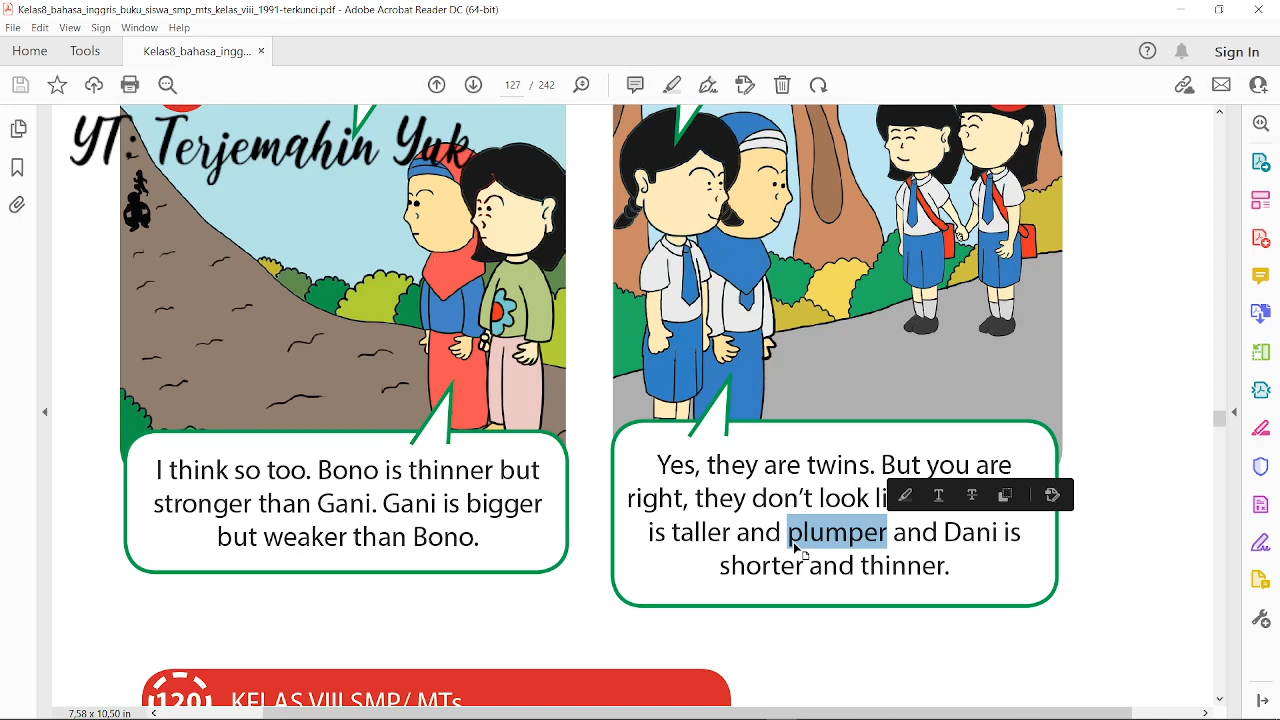 Kelas8_bahasa_inggris_buku_siswa_smp_mts_kelas_viii_1991-terkunci.pdf - Adobe Acrobat Reader DC (64-bit)
File Edit View Sign Window Help
Home Tools Kelas8_bahasa_ingg... × Sign In
127 / 242
YT: Terjemahin Yuk
I think so too. Bono is thinner but
stronger than Gani. Gani is bigger
but weaker than Bono.
Yes, they are twins. But you are
right, they don't look li
is taller and plumper and Dani is
shorter and thinner.
120 KELAS VIII SMP/ MTs
7,58 x 10,50 in